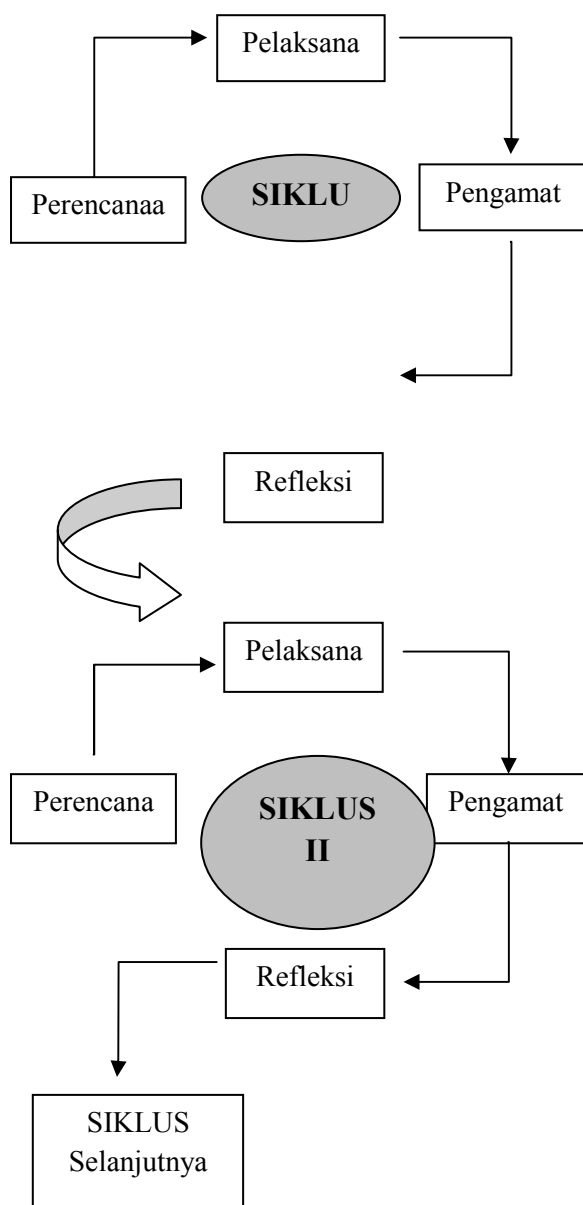 Pelaksana
Perencanaa
SIKLU
Pengamat
Refleksi
Pelaksana
Perencana
SIKLUS
II
Pengamat
Refleksi
SIKLUS
Selanjutnya